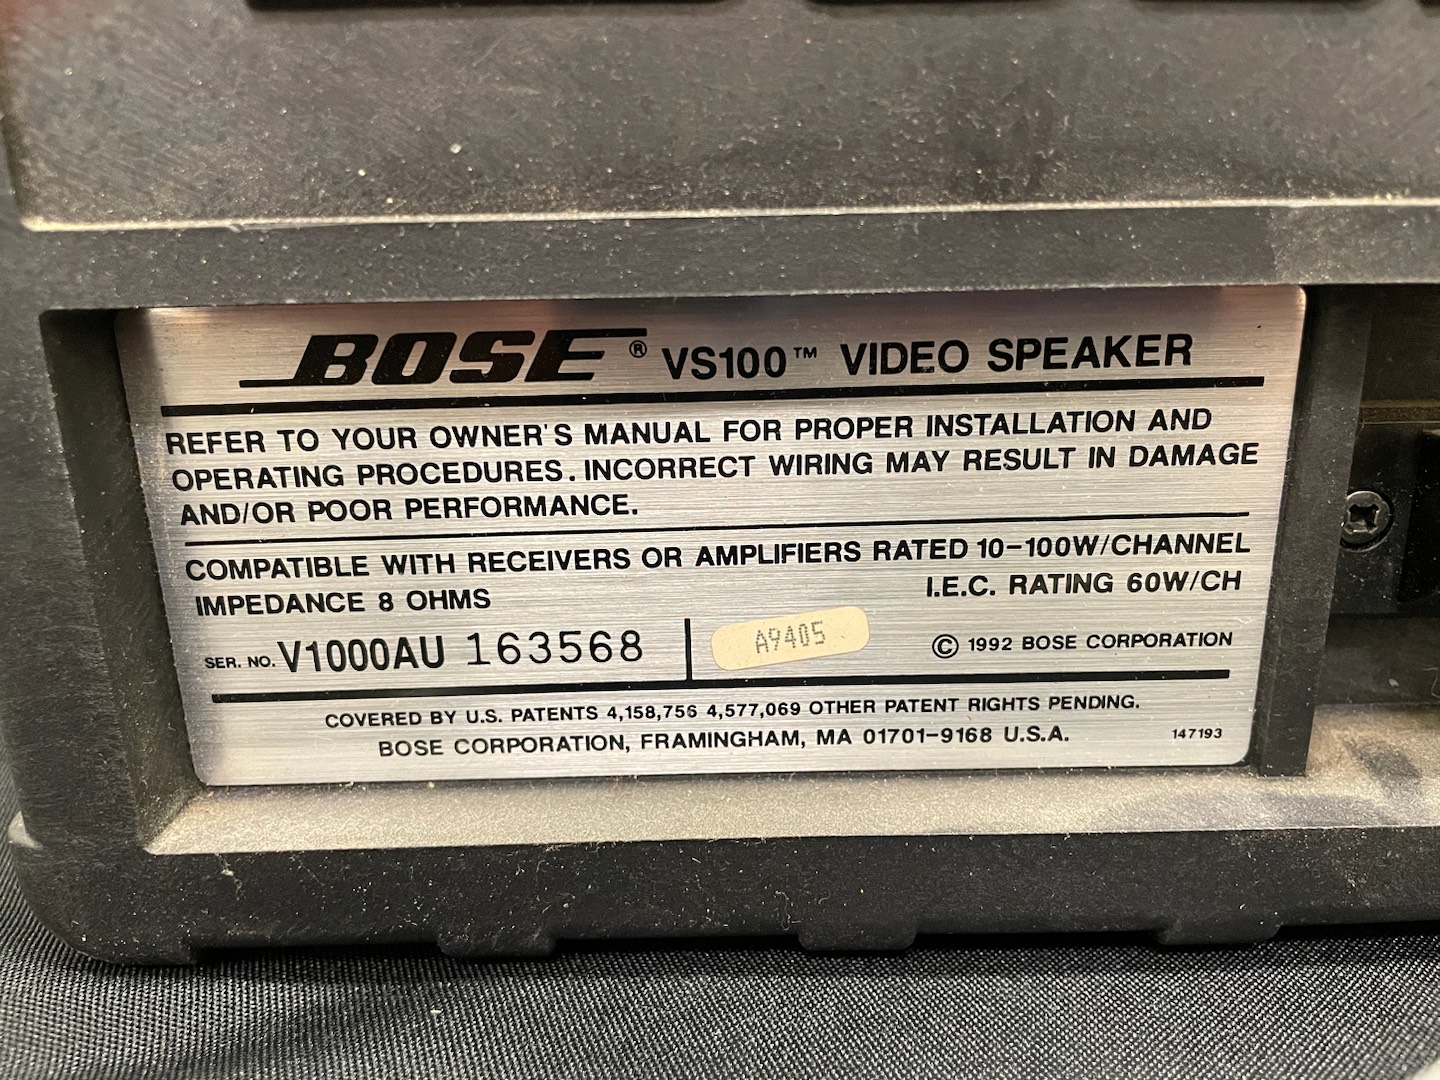 BOSE® VS100™ VIDEO SPEAKER
REFER TO YOUR OWNER'S MANUAL FOR PROPER INSTALLATION AND
OPERATING PROCEDURES. INCORRECT WIRING MAY RESULT IN DAMAGE
AND/OR POOR PERFORMANCE.
COMPATIBLE WITH RECEIVERS OR AMPLIFIERS RATED 10-100W/CHANNEL
IMPEDANCE 8 OHMS I.E.C. RATING 60W/CH
SER. NO. V1000AU 163568 A9405 © 1992 BOSE CORPORATION
COVERED BY U.S. PATENTS 4,158,756 4,577,069 OTHER PATENT RIGHTS PENDING.
BOSE CORPORATION, FRAMINGHAM, MA 01701-9168 U.S.A. 147193